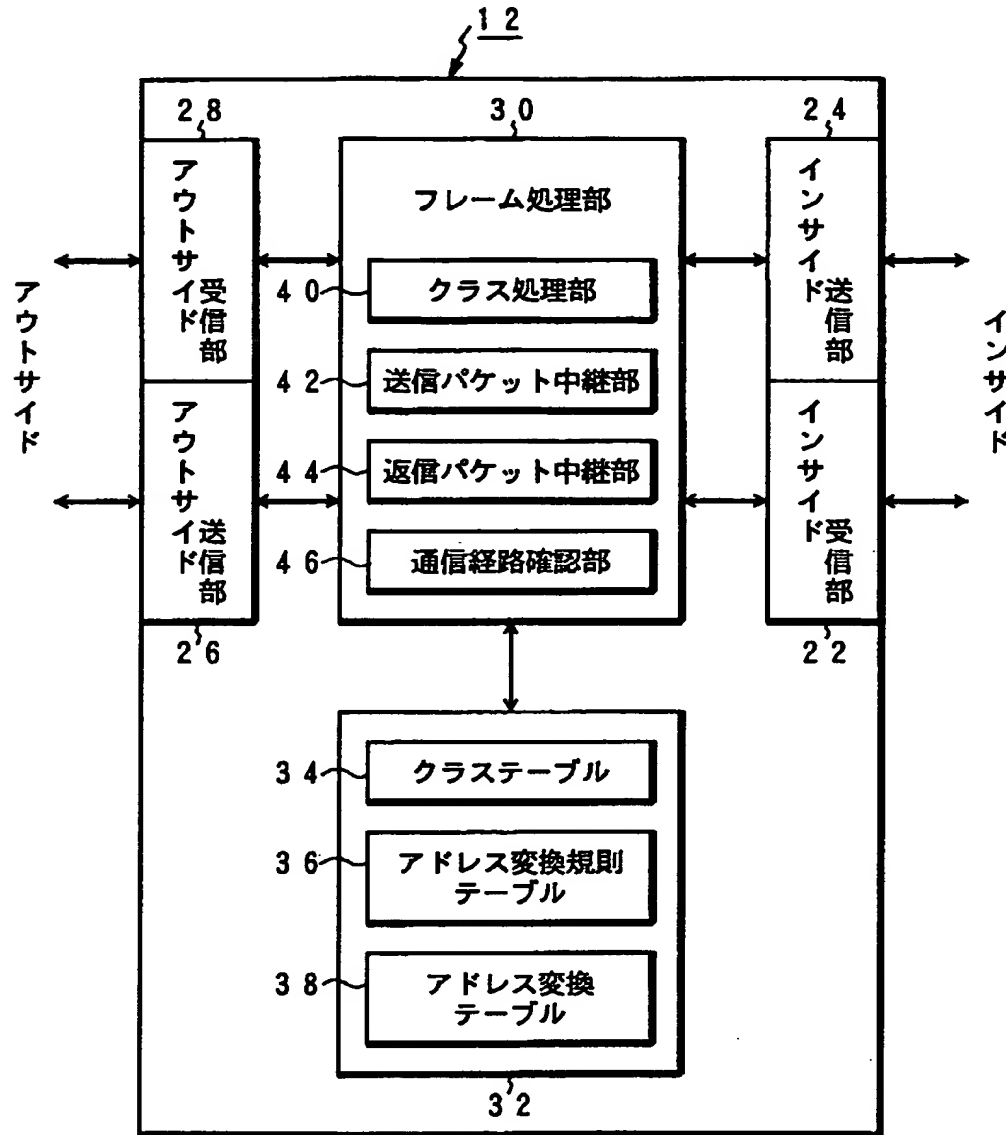 12
28
30
24
アウトサイド
受信部
フレーム処理部
インサイド
送信部
アウトサイド
40
クラス処理部
インサイド
42
送信パケット中継部
アウトサイド
送信部
44
返信パケット中継部
インサイド
受信部
46
通信経路確認部
26
22
34
クラステーブル
36
アドレス変換規則
テーブル
38
アドレス変換
テーブル
32